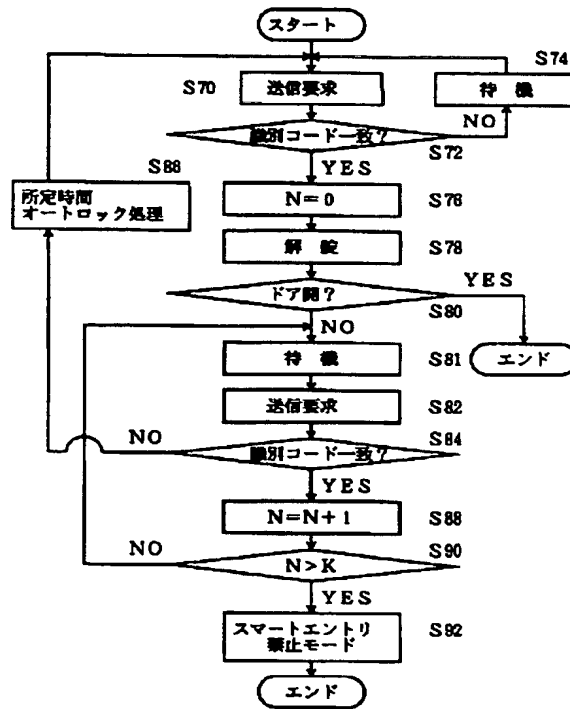 スタート
S74
S70
送信要求
待 機
NO
識別コード一致?
S72
YES
S86
所定時間
オートロック処理
N=0
S76
解 錠
S78
YES
ドア開?
S80
NO
待 機
S81
エンド
送信要求
S82
NO
S84
識別コード一致?
YES
N=N+1
S88
NO
S90
N>K
YES
スマートエントリ
禁止モード
S92
エンド